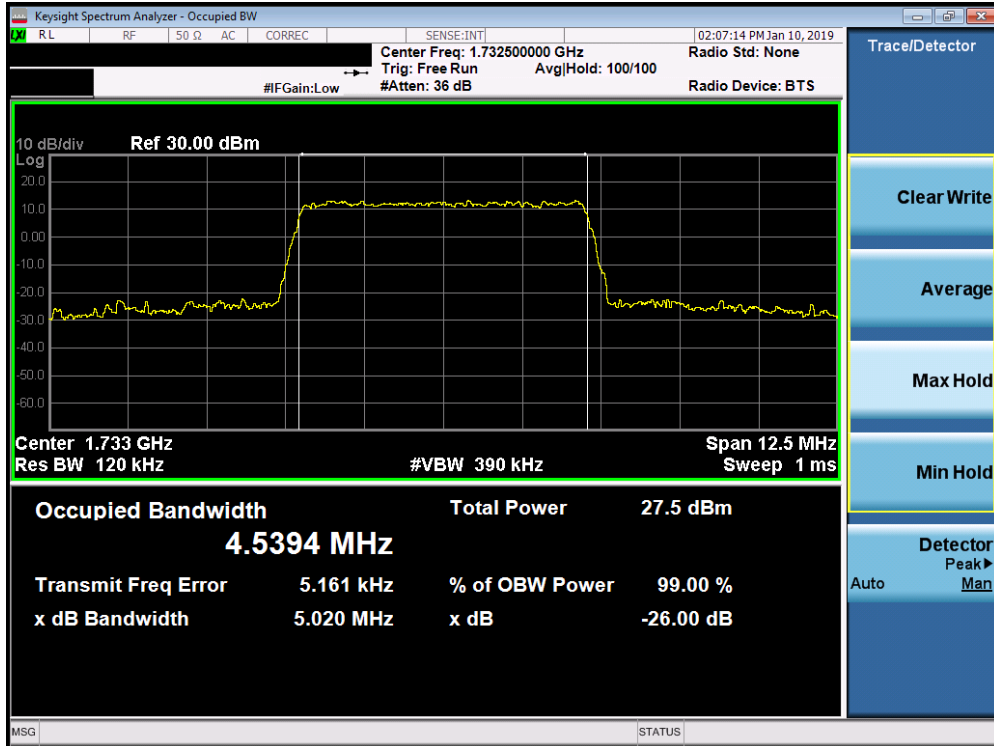 Keysight Spectrum Analyzer - Occupied BW
LXI RL RF 50 Ω AC CORREC SENSE:INT 02:07:14 PM Jan 10, 2019
Center Freq: 1.732500000 GHz Radio Std: None
Trig: Free Run Avg|Hold: 100/100
#IFGain:Low #Atten: 36 dB Radio Device: BTS
10 dB/div Ref 30.00 dBm
Log
20.0
10.0
0.00
-10.0
-20.0
-30.0
-40.0
-50.0
-60.0
Center 1.733 GHz Span 12.5 MHz
Res BW 120 kHz #VBW 390 kHz Sweep 1 ms
Occupied Bandwidth Total Power 27.5 dBm
4.5394 MHz
Transmit Freq Error 5.161 kHz % of OBW Power 99.00 %
x dB Bandwidth 5.020 MHz x dB -26.00 dB
Trace/Detector
Clear Write
Average
Max Hold
Min Hold
Detector
Peak▶
Auto Man
MSG STATUS